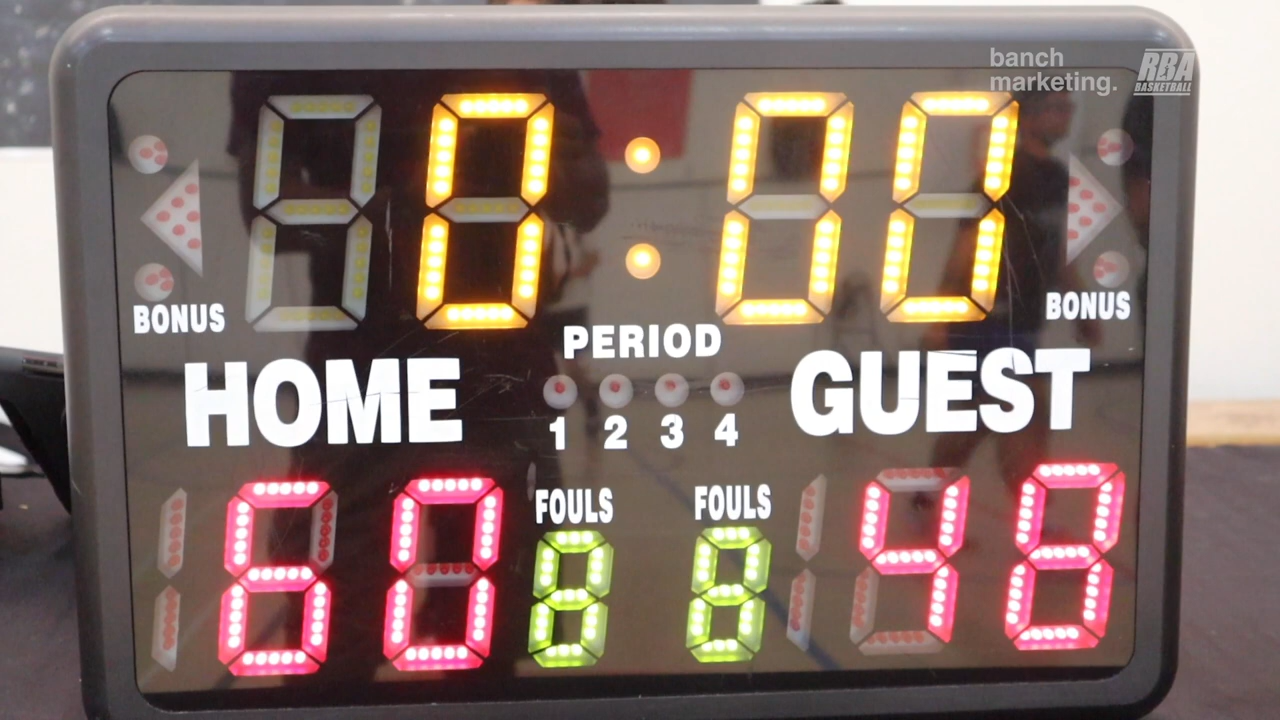 banch
marketing.
RBA
BASKETBALL
0:00
BONUS
BONUS
PERIOD
HOME
GUEST
1 2 3 4
FOULS
FOULS
60
8
8
48